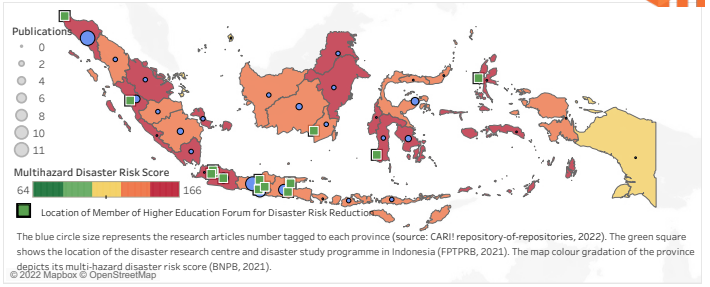 Publications
0
2
4
6
8
10
11
Multihazard Disaster Risk Score
64 166
Location of Member of Higher Education Forum for Disaster Risk Reduction
The blue circle size represents the research articles number tagged to each province (source: CARI! repository-of-repositories, 2022). The green square
shows the location of the disaster research centre and disaster study programme in Indonesia (FPTPRB, 2021). The map colour gradation of the province
depicts its multi-hazard disaster risk score (BNPB, 2021).
© 2022 Mapbox © OpenStreetMap